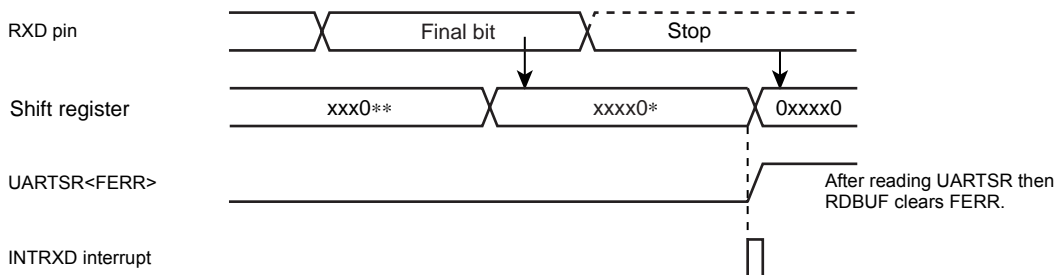 RXD pin
Final bit
Stop
Shift register
xxx0**
xxxx0*
0xxxx0
UARTSR<FERR>
After reading UARTSR then
RDBUF clears FERR.
INTRXD interrupt